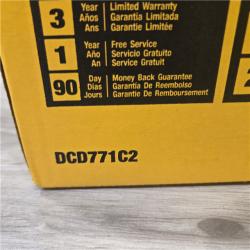 3 Year Limited Warranty
Años Garantía Limitada
Ans Garantie Limitée
1 Year Free Service
Año Servicio Gratuito
An Service Gratuit
90 Day Money Back Guarantee
Días Garantía de Reembolso
Jours Garantie de Remboursement
DCD771C2